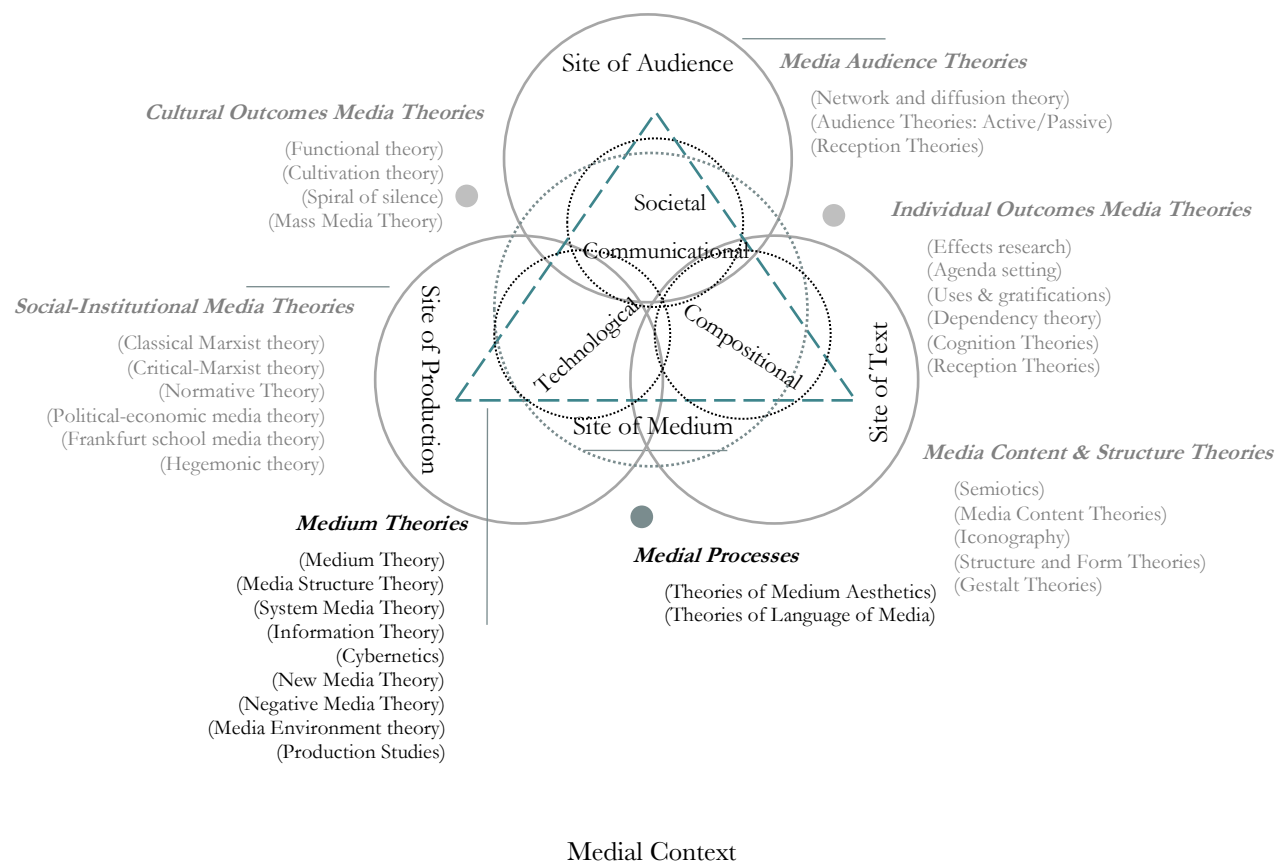 Site of Audience
Media Audience Theories
(Network and diffusion theory)
(Audience Theories: Active/Passive)
(Reception Theories)
Cultural Outcomes Media Theories
(Functional theory)
(Cultivation theory)
(Spiral of silence)
(Mass Media Theory)
Societal
Communicational
Technological
Compositional
Individual Outcomes Media Theories
(Effects research)
(Agenda setting)
(Uses & gratifications)
(Dependency theory)
(Cognition Theories)
(Reception Theories)
Social-Institutional Media Theories
(Classical Marxist theory)
(Critical-Marxist theory)
(Normative Theory)
(Political-economic media theory)
(Frankfurt school media theory)
(Hegemonic theory)
Site of Production
Site of Text
Site of Medium
Media Content & Structure Theories
(Semiotics)
(Media Content Theories)
(Iconography)
(Structure and Form Theories)
(Gestalt Theories)
Medium Theories
(Medium Theory)
(Media Structure Theory)
(System Media Theory)
(Information Theory)
(Cybernetics)
(New Media Theory)
(Negative Media Theory)
(Media Environment theory)
(Production Studies)
Medial Processes
(Theories of Medium Aesthetics)
(Theories of Language of Media)
Medial Context